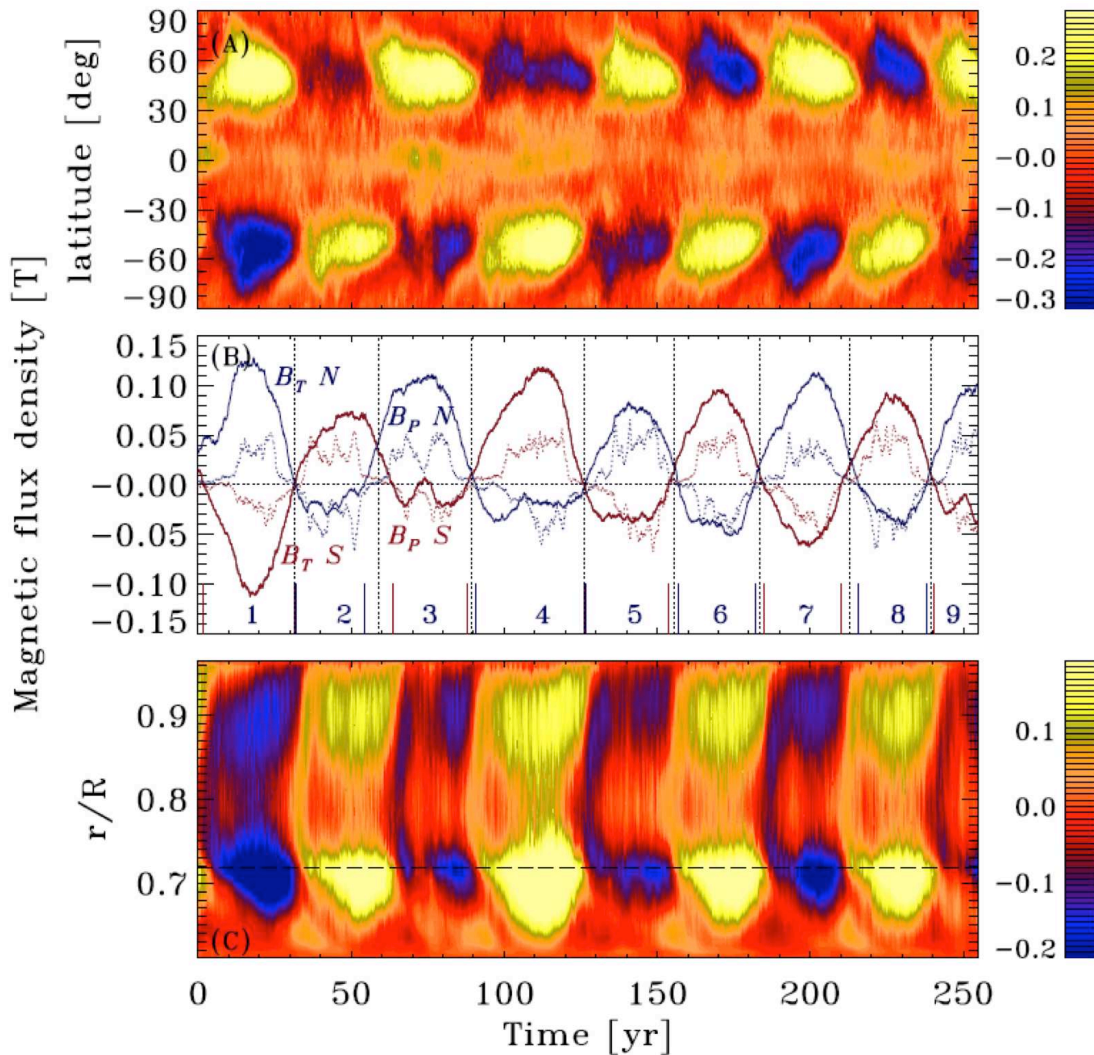 Magnetic flux density [T]
latitude [deg]
90
60
30
0
−30
−60
−90
(A)
0.2
0.1
−0.0
−0.1
−0.2
−0.3
0.15
0.10
0.05
−0.00
−0.05
−0.10
−0.15
(B)
B_T N
B_P N
B_T S
B_P S
1 2 3 4 5 6 7 8 9
r/R
0.9
0.8
0.7
(C)
0.1
0.0
−0.1
−0.2
0 50 100 150 200 250
Time [yr]